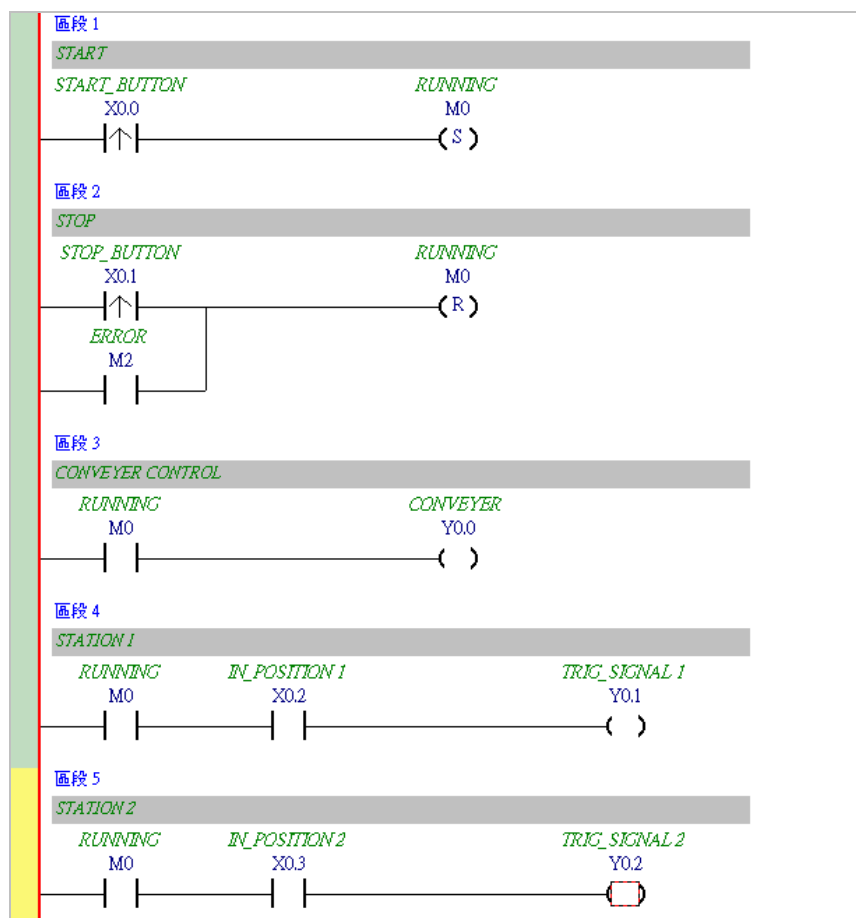 區段 1
START
START_BUTTON RUNNING
X0.0 M0
S
區段 2
STOP
STOP_BUTTON RUNNING
X0.1 M0
R
ERROR
M2
區段 3
CONVEYER CONTROL
RUNNING CONVEYER
M0 Y0.0
區段 4
STATION 1
RUNNING IN_POSITION 1 TRIG_SIGNAL 1
M0 X0.2 Y0.1
區段 5
STATION 2
RUNNING IN_POSITION 2 TRIG_SIGNAL 2
M0 X0.3 Y0.2